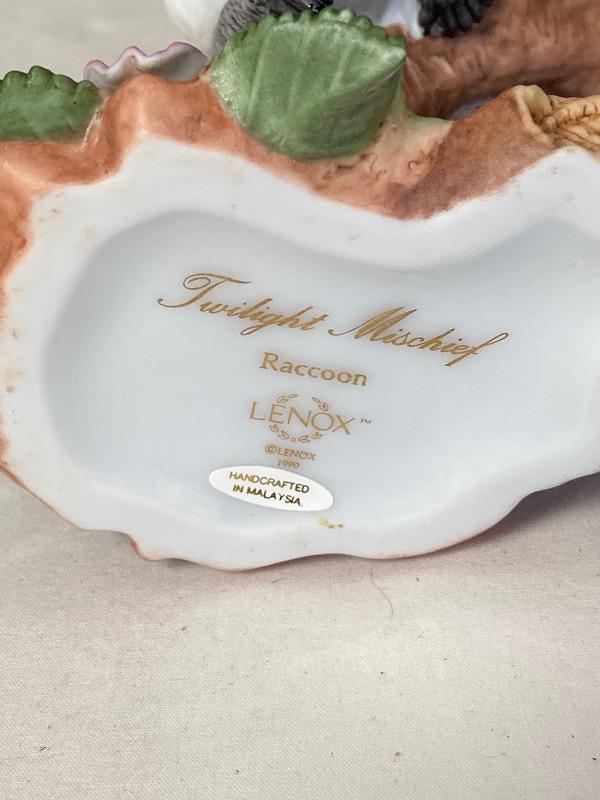 Twilight Mischief
Raccoon
LENOX™
©LENOX
1990
HANDCRAFTED
IN MALAYSIA.